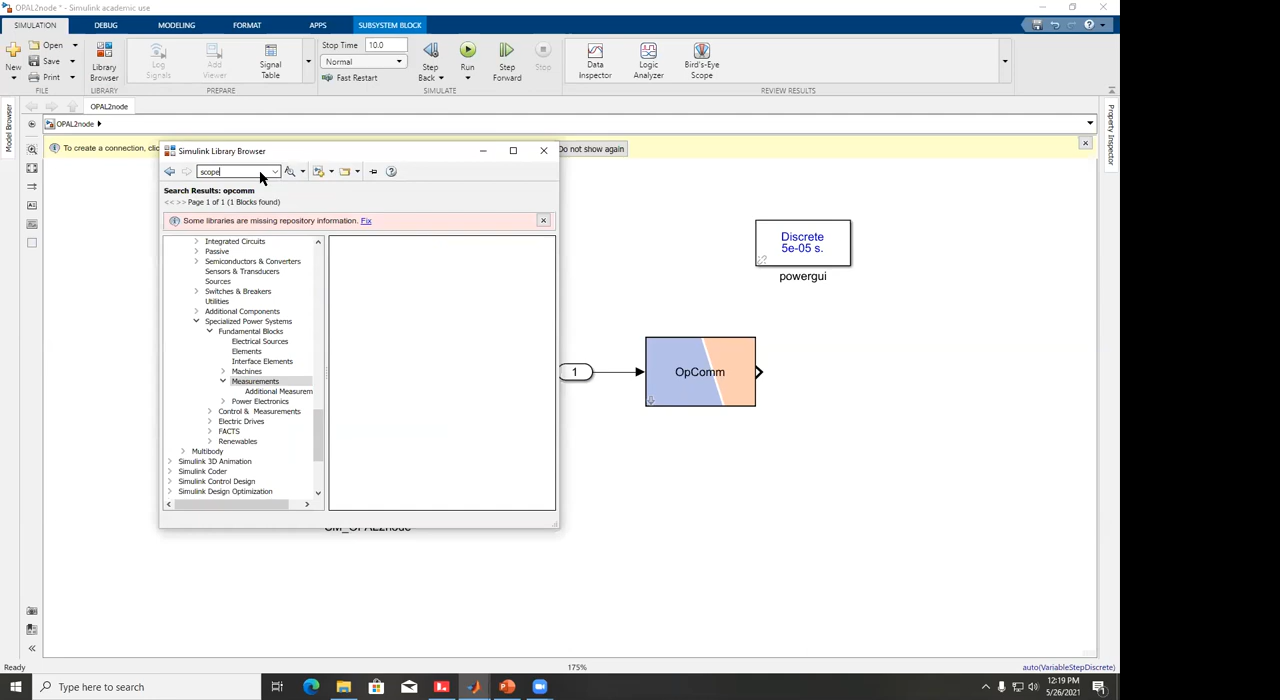 OPAL2node * - Simulink academic use
SIMULATION DEBUG MODELING FORMAT APPS SUBSYSTEM BLOCK
New
Open
Save
Print
FILE
Library Browser
LIBRARY
Log Signals
Add Viewer
Signal Table
PREPARE
Stop Time 10.0
Normal
Fast Restart
Step Back
Run
Step Forward
Stop
SIMULATE
Data Inspector
Logic Analyzer
Bird's-Eye Scope
REVIEW RESULTS
OPAL2node
OPAL2node
Model Browser
Property Inspector
To create a connection, clic
Do not show again
Simulink Library Browser
scope
Search Results: opcomm
<< >> Page 1 of 1 (1 Blocks found)
Some libraries are missing repository information. Fix
Integrated Circuits
Passive
Semiconductors & Converters
Sensors & Transducers
Sources
Switches & Breakers
Utilities
Additional Components
Specialized Power Systems
Fundamental Blocks
Electrical Sources
Elements
Interface Elements
Machines
Measurements
Additional Measurem
Power Electronics
Control & Measurements
Electric Drives
FACTS
Renewables
Multibody
Simulink 3D Animation
Simulink Coder
Simulink Control Design
Simulink Design Optimization
Discrete
5e-05 s.
powergui
1
OpComm
SM_OPAL2node
Ready
175%
auto(VariableStepDiscrete)
Type here to search
12:19 PM
5/26/2021